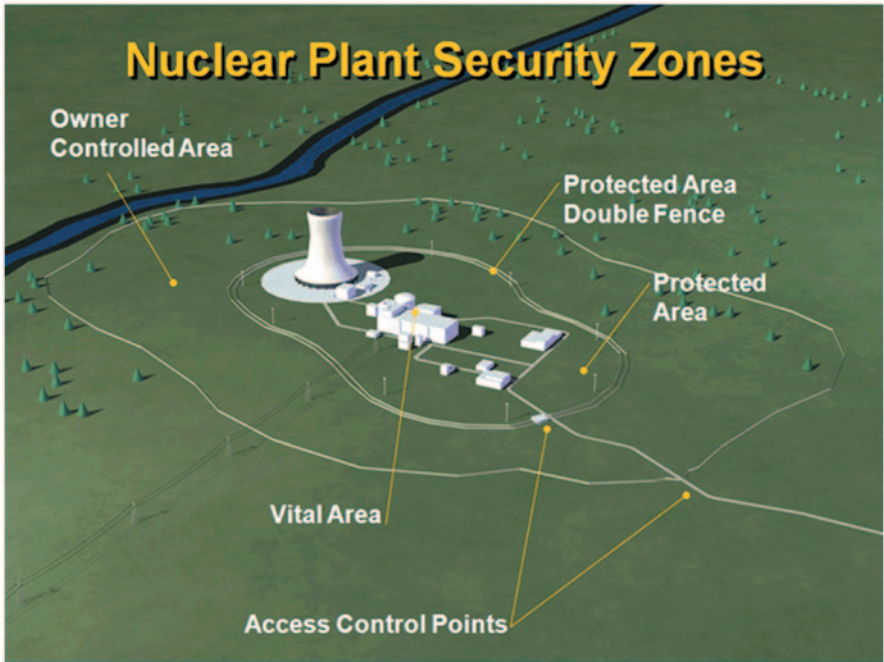 Nuclear Plant Security Zones
Owner
Controlled Area
Protected Area
Double Fence
Protected
Area
Vital Area
Access Control Points